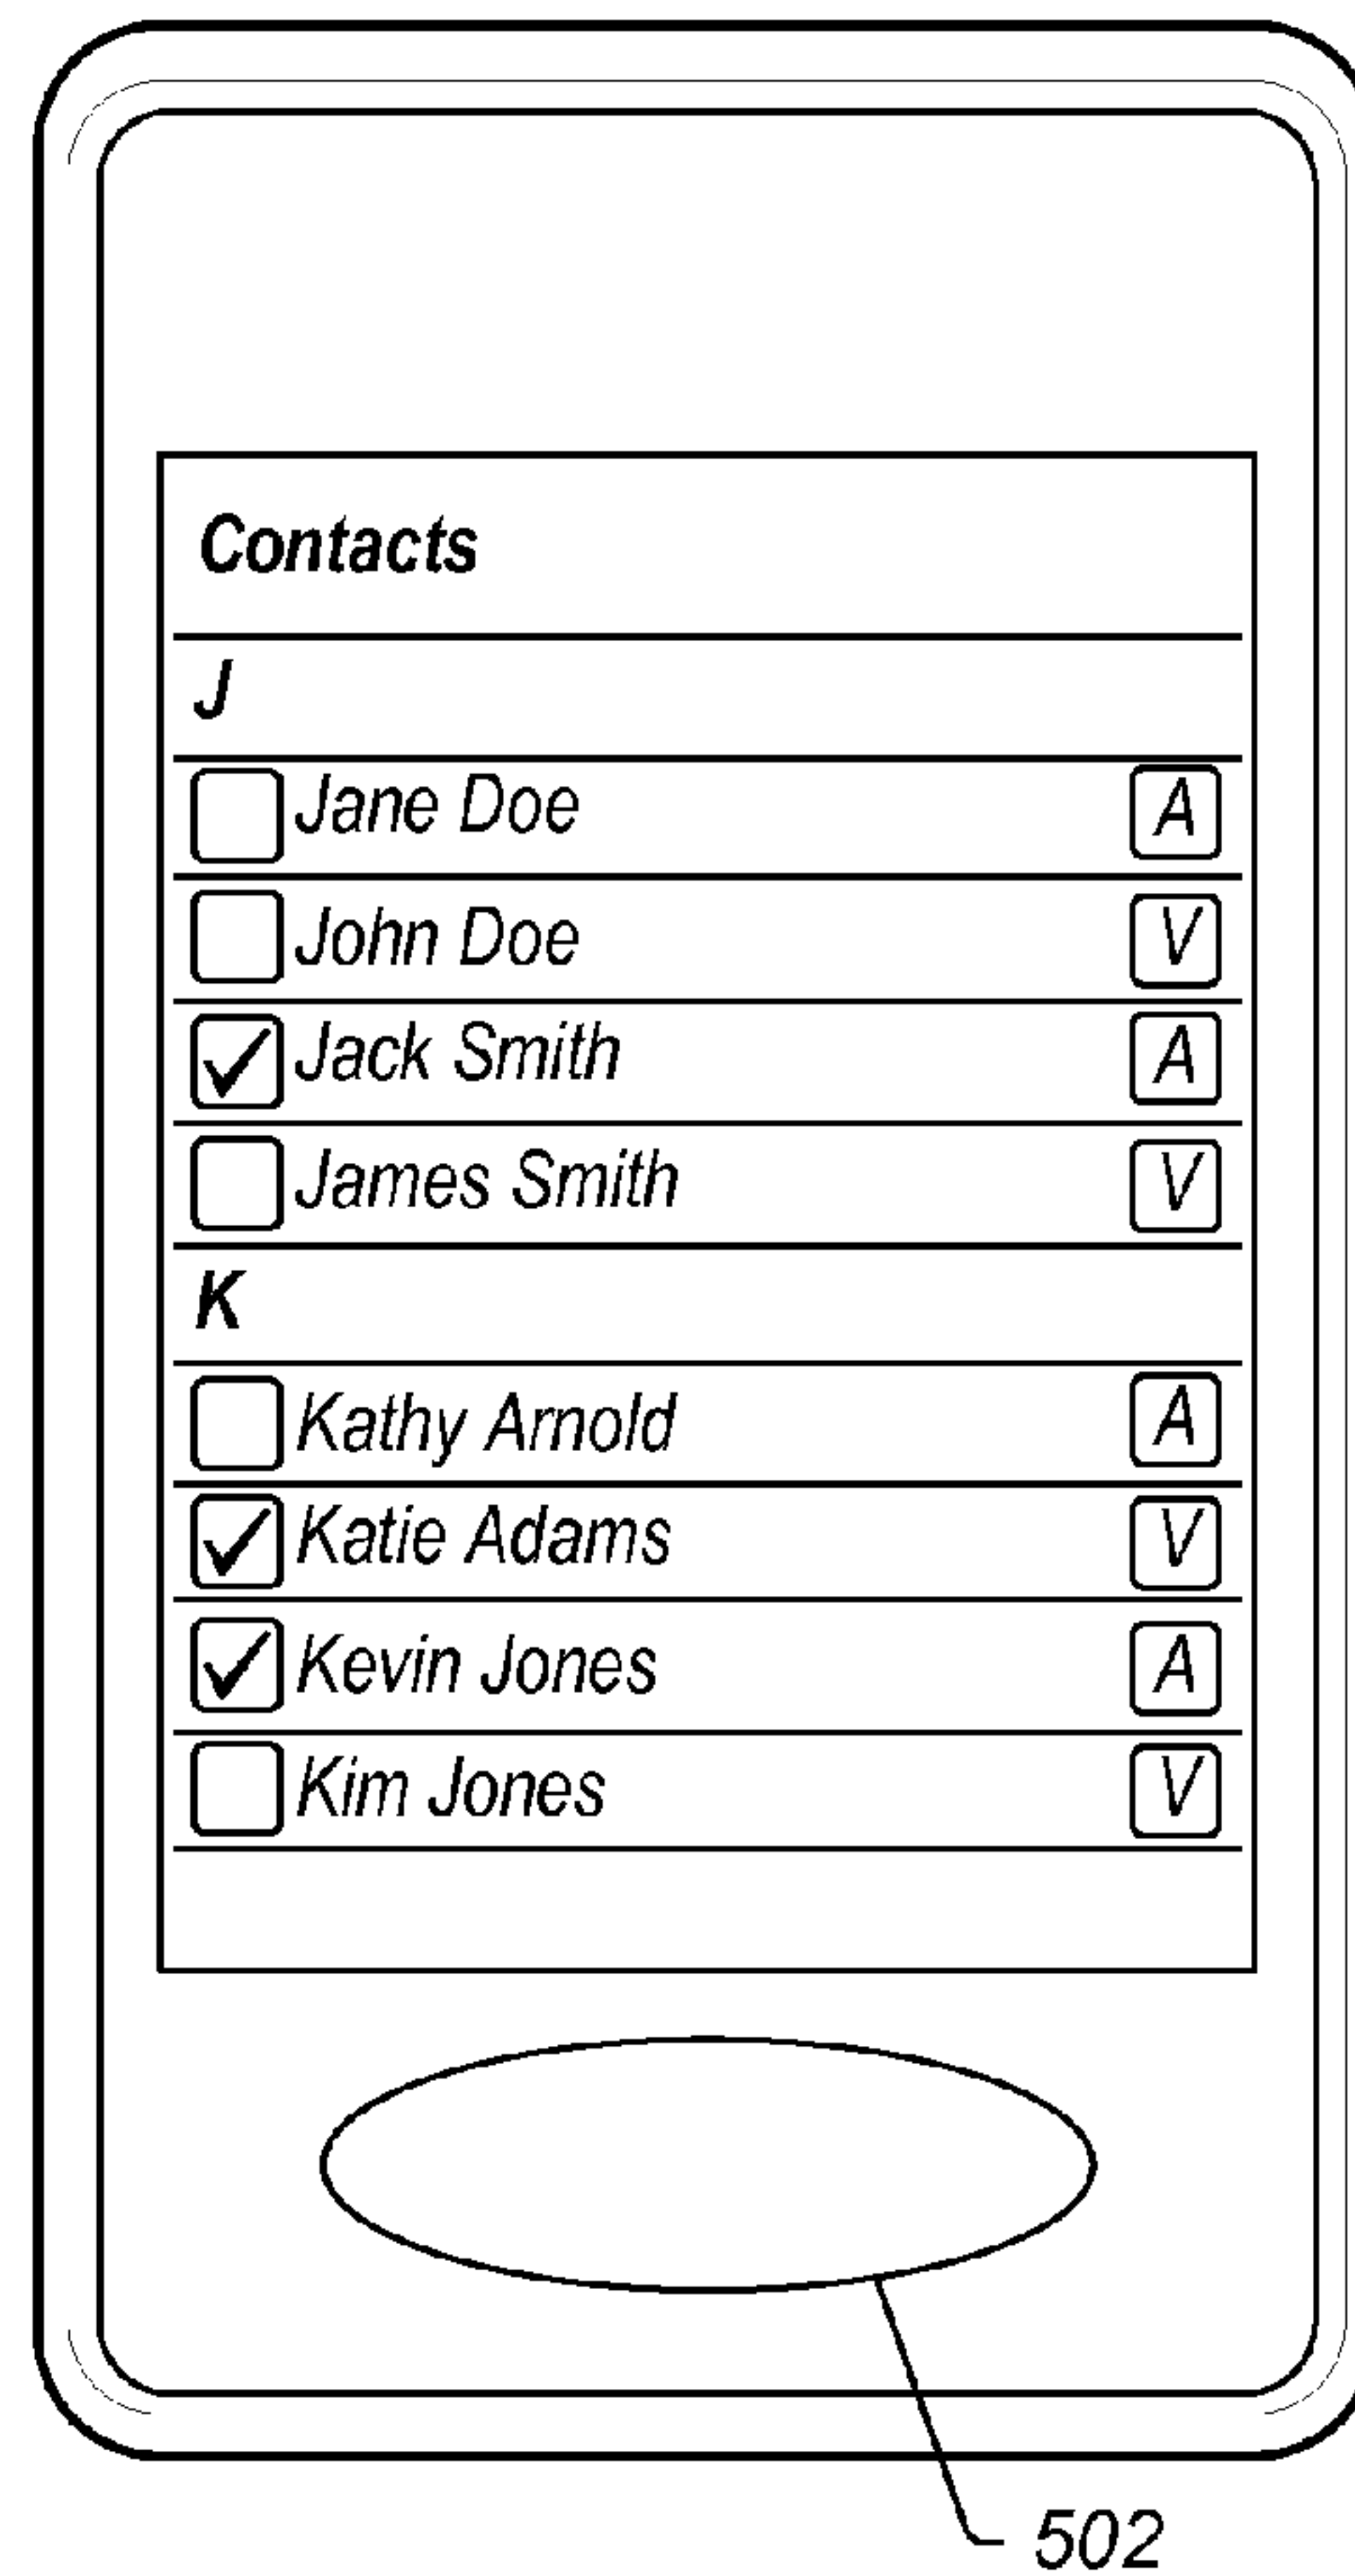 Contacts
J
Jane Doe A
John Doe V
Jack Smith A
James Smith V
K
Kathy Arnold A
Katie Adams V
Kevin Jones A
Kim Jones V
502